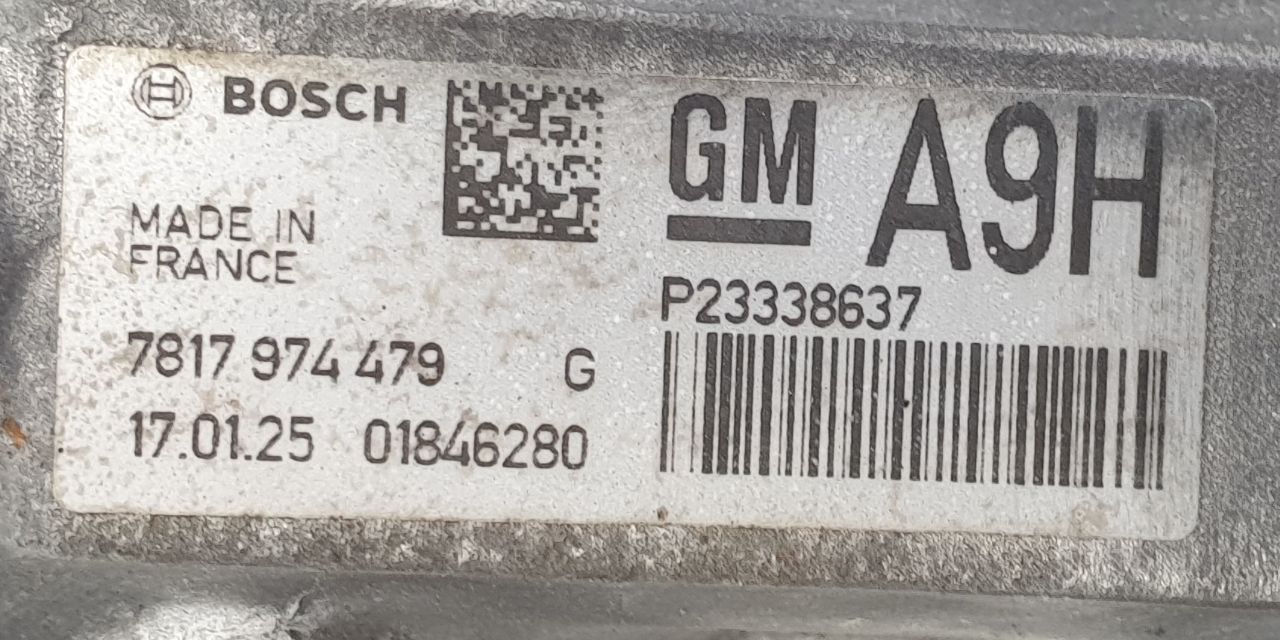 BOSCH
MADE IN
FRANCE
7817 974 479 G
17.01.25 01846280
GM A9H
P23338637